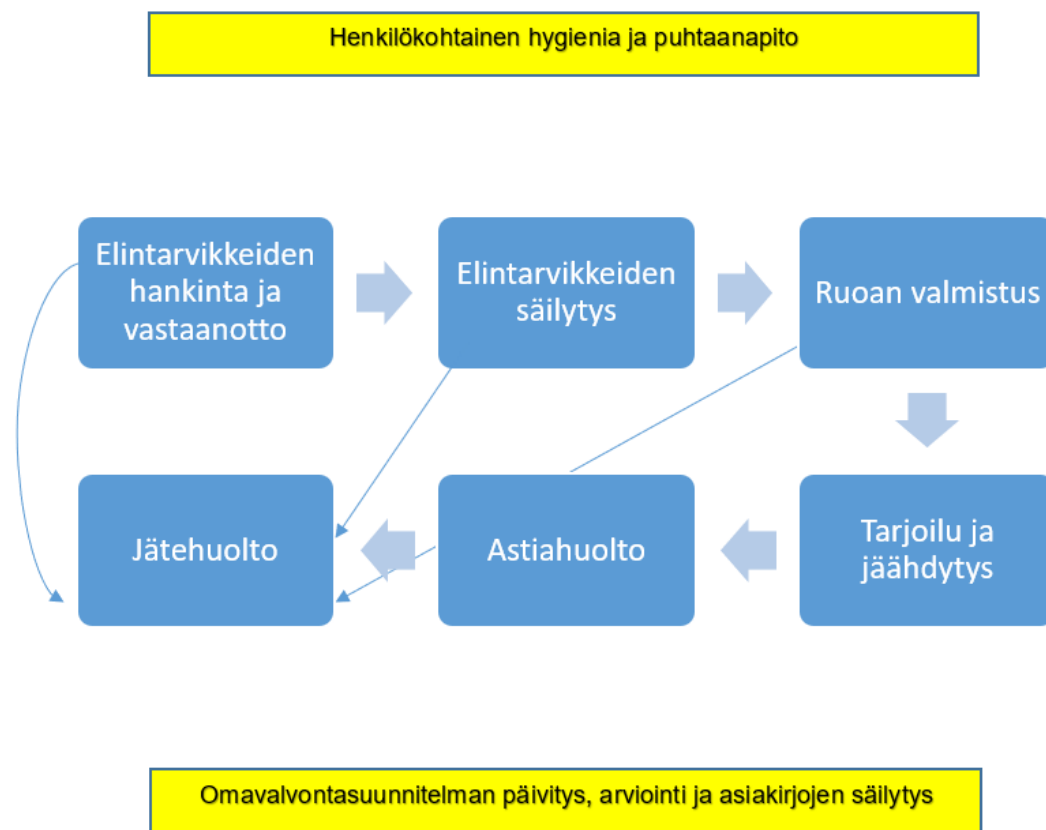 Henkilökohtainen hygienia ja puhtaanapito
Elintarvikkeiden
hankinta ja
vastaanotto
Elintarvikkeiden
säilytys
Ruoan valmistus
Jätehuolto
Astiahuolto
Tarjoilu ja
jäähdytys
Omavalvontasuunnitelman päivitys, arviointi ja asiakirjojen säilytys